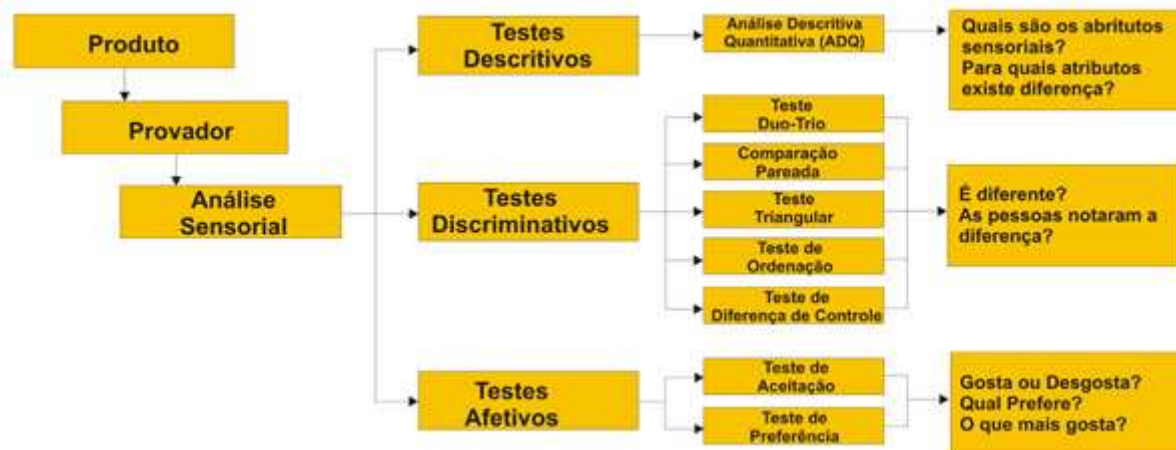 Produto
Provador
Análise
Sensorial
Testes
Descritivos
Análise Descritiva
Quantitativa (ADQ)
Quais são os abritutos
sensoriais?
Para quais atributos
existe diferença?
Testes
Discriminativos
Teste
Duo-Trio
Comparação
Pareada
Teste
Triangular
Teste de
Ordenação
Teste de
Diferença de Controle
É diferente?
As pessoas notaram a
diferença?
Testes
Afetivos
Teste de
Aceitação
Teste de
Preferência
Gosta ou Desgosta?
Qual Prefere?
O que mais gosta?